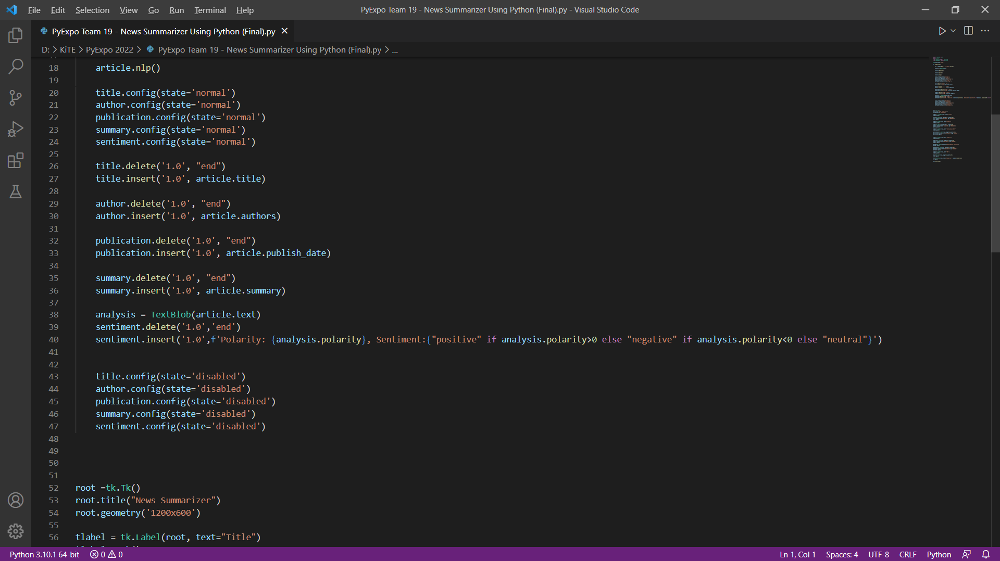 File Edit Selection View Go Run Terminal Help PyExpo Team 19 - News Summarizer Using Python (Final).py - Visual Studio Code
PyExpo Team 19 - News Summarizer Using Python (Final).py
D: > KiTE > PyExpo 2022 > PyExpo Team 19 - News Summarizer Using Python (Final).py > ...
18 article.nlp()
19
20 title.config(state='normal')
21 author.config(state='normal')
22 publication.config(state='normal')
23 summary.config(state='normal')
24 sentiment.config(state='normal')
25
26 title.delete('1.0', "end")
27 title.insert('1.0', article.title)
28
29 author.delete('1.0', "end")
30 author.insert('1.0', article.authors)
31
32 publication.delete('1.0', "end")
33 publication.insert('1.0', article.publish_date)
34
35 summary.delete('1.0', "end")
36 summary.insert('1.0', article.summary)
37
38 analysis = TextBlob(article.text)
39 sentiment.delete('1.0','end')
40 sentiment.insert('1.0',f'Polarity: {analysis.polarity}, Sentiment:{"positive" if analysis.polarity>0 else "negative" if analysis.polarity<0 else "neutral"}')
41
42
43 title.config(state='disabled')
44 author.config(state='disabled')
45 publication.config(state='disabled')
46 summary.config(state='disabled')
47 sentiment.config(state='disabled')
48
49
50
51
52 root =tk.Tk()
53 root.title("News Summarizer")
54 root.geometry('1200x600')
55
56 tlabel = tk.Label(root, text="Title")
Python 3.10.1 64-bit 0 0 Ln 1, Col 1 Spaces: 4 UTF-8 CRLF Python